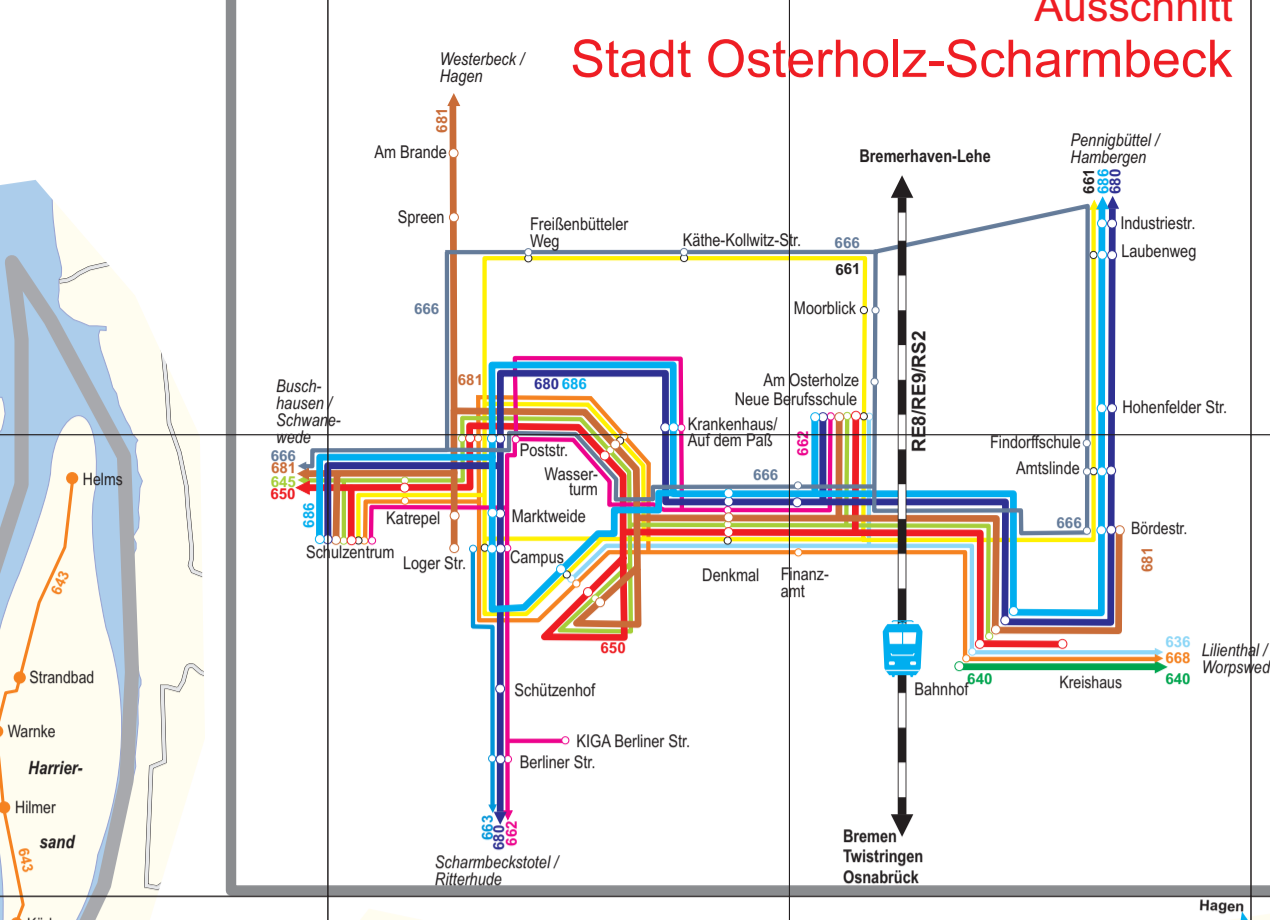 Ausschnitt
Stadt Osterholz-Scharmbeck
Westerbeck /
Hagen
681
Am Brande
Spreen
Freißenbütteler
Weg
Käthe-Kollwitz-Str.
666
661
666
Bremerhaven-Lehe
Pennigbüttel /
Hambergen
661
686
680
Industriestr.
Laubenweg
Moorblick
RE8/RE9/RS2
Am Osterholze
Neue Berufsschule
681
680
686
Busch-
hausen /
Schwane-
wede
666
681
645
650
686
Krankenhaus/
Auf dem Paß
662
Hohenfelder Str.
Findorffschule
Amtslinde
Poststr.
Wasser-
turm
666
Helms
Katrepel
Marktweide
Schulzentrum
Loger Str.
Campus
Denkmal
Finanz-
amt
666
Bördestr.
681
643
650
636
668
640
Lilienthal /
Worpswed
640
Kreishaus
Bahnhof
Strandbad
Schützenhof
Warnke
KIGA Berliner Str.
Berliner Str.
Harrier-
sand
Hilmer
643
663
680
662
Scharmbeckstotel /
Ritterhude
Bremen
Twistringen
Osnabrück
Hagen